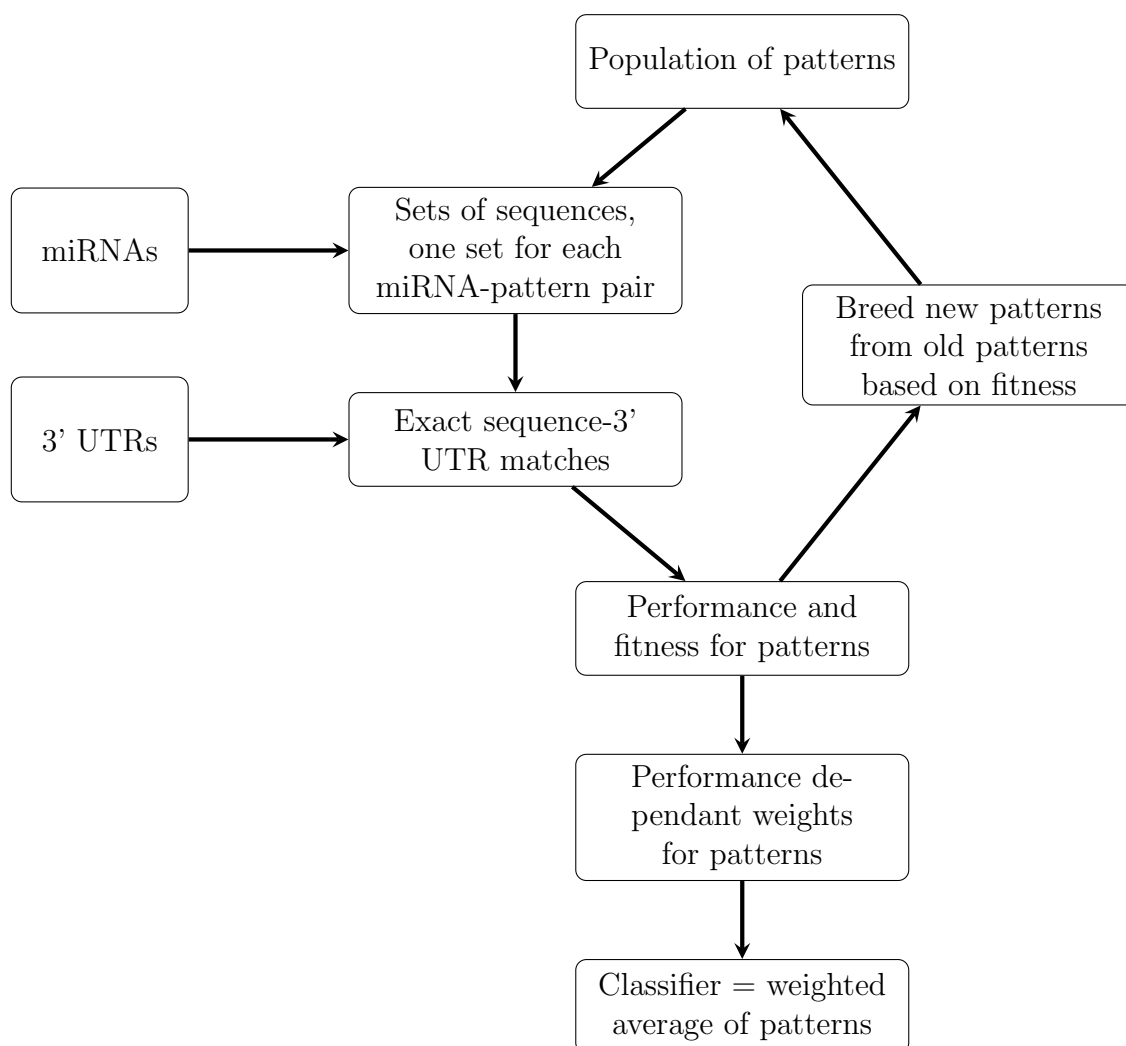 Population of patterns
miRNAs
Sets of sequences,
one set for each
miRNA-pattern pair
Breed new patterns
from old patterns
based on fitness
3’ UTRs
Exact sequence-3’
UTR matches
Performance and
fitness for patterns
Performance de-
pendant weights
for patterns
Classifier = weighted
average of patterns